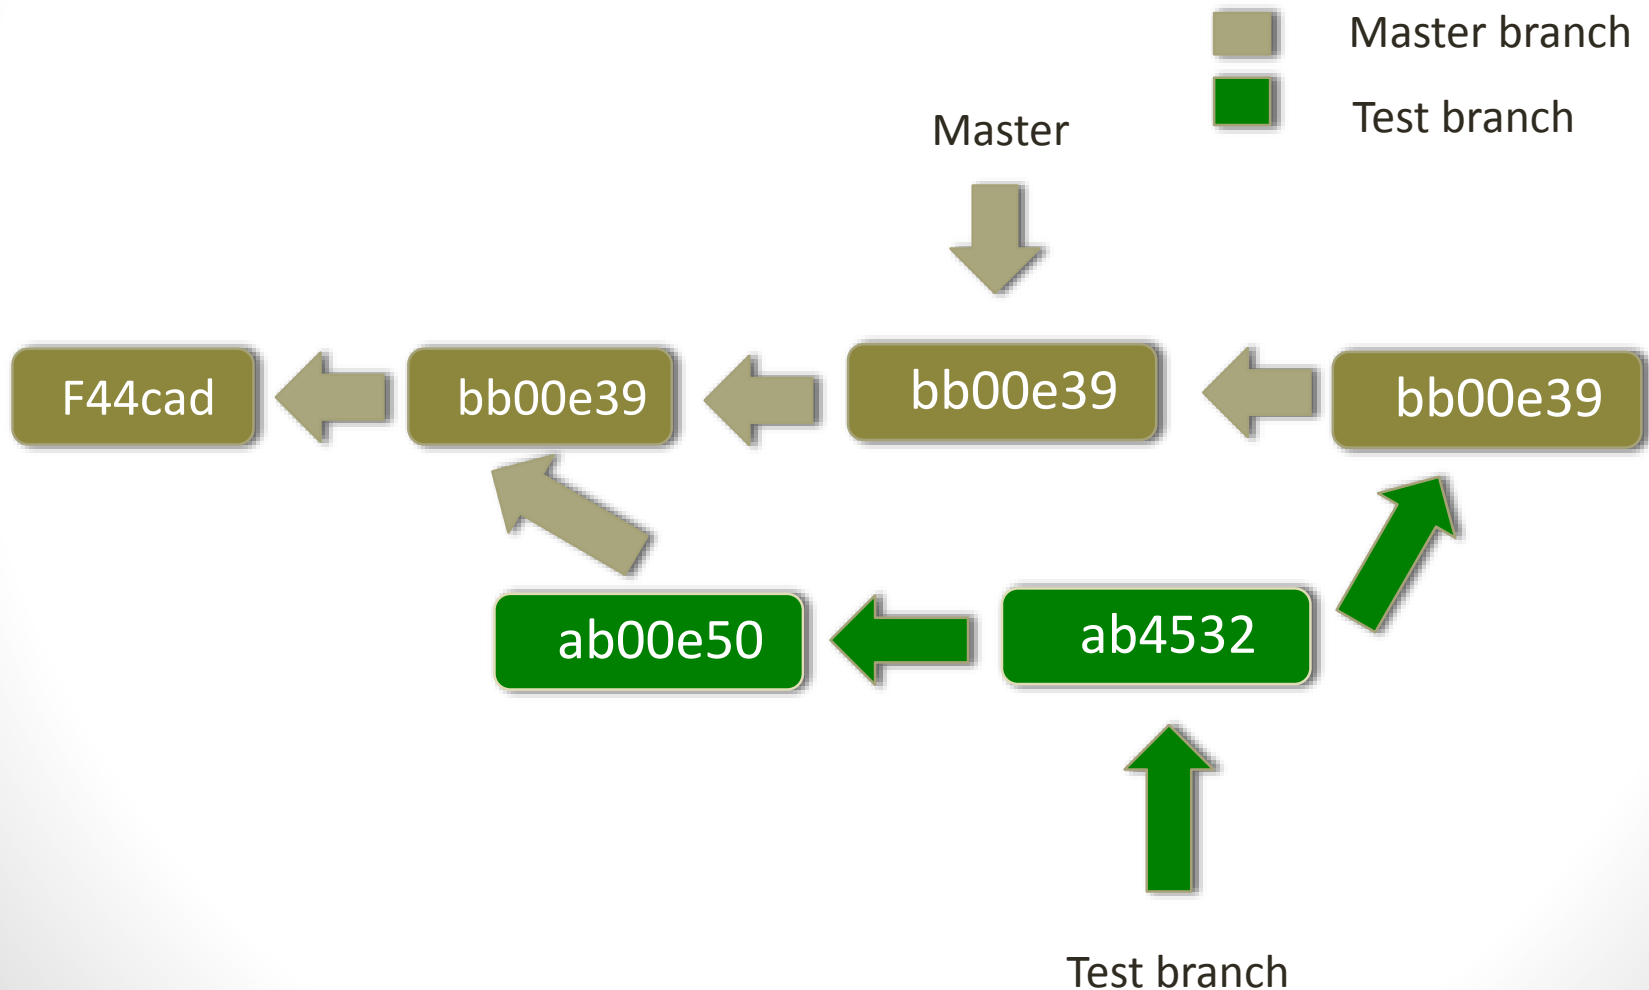 Master branch
Test branch
Master
F44cad
bb00e39
bb00e39
bb00e39
ab00e50
ab4532
Test branch